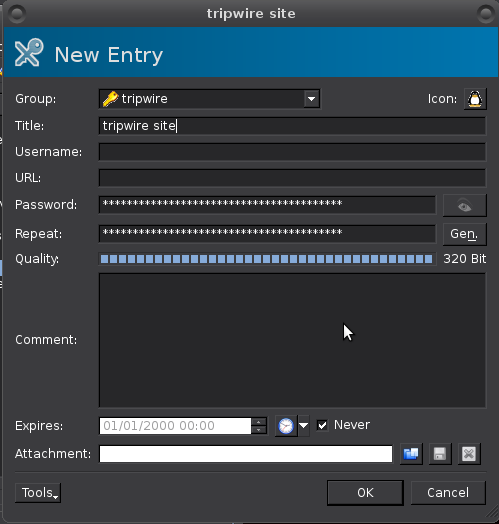 tripwire site
New Entry
Group: tripwire Icon:
Title: tripwire site
Username:
URL:
Password: ****************************************
Repeat: **************************************** Gen.
Quality: 320 Bit
Comment:
Expires: 01/01/2000 00:00 Never
Attachment:
Tools OK Cancel